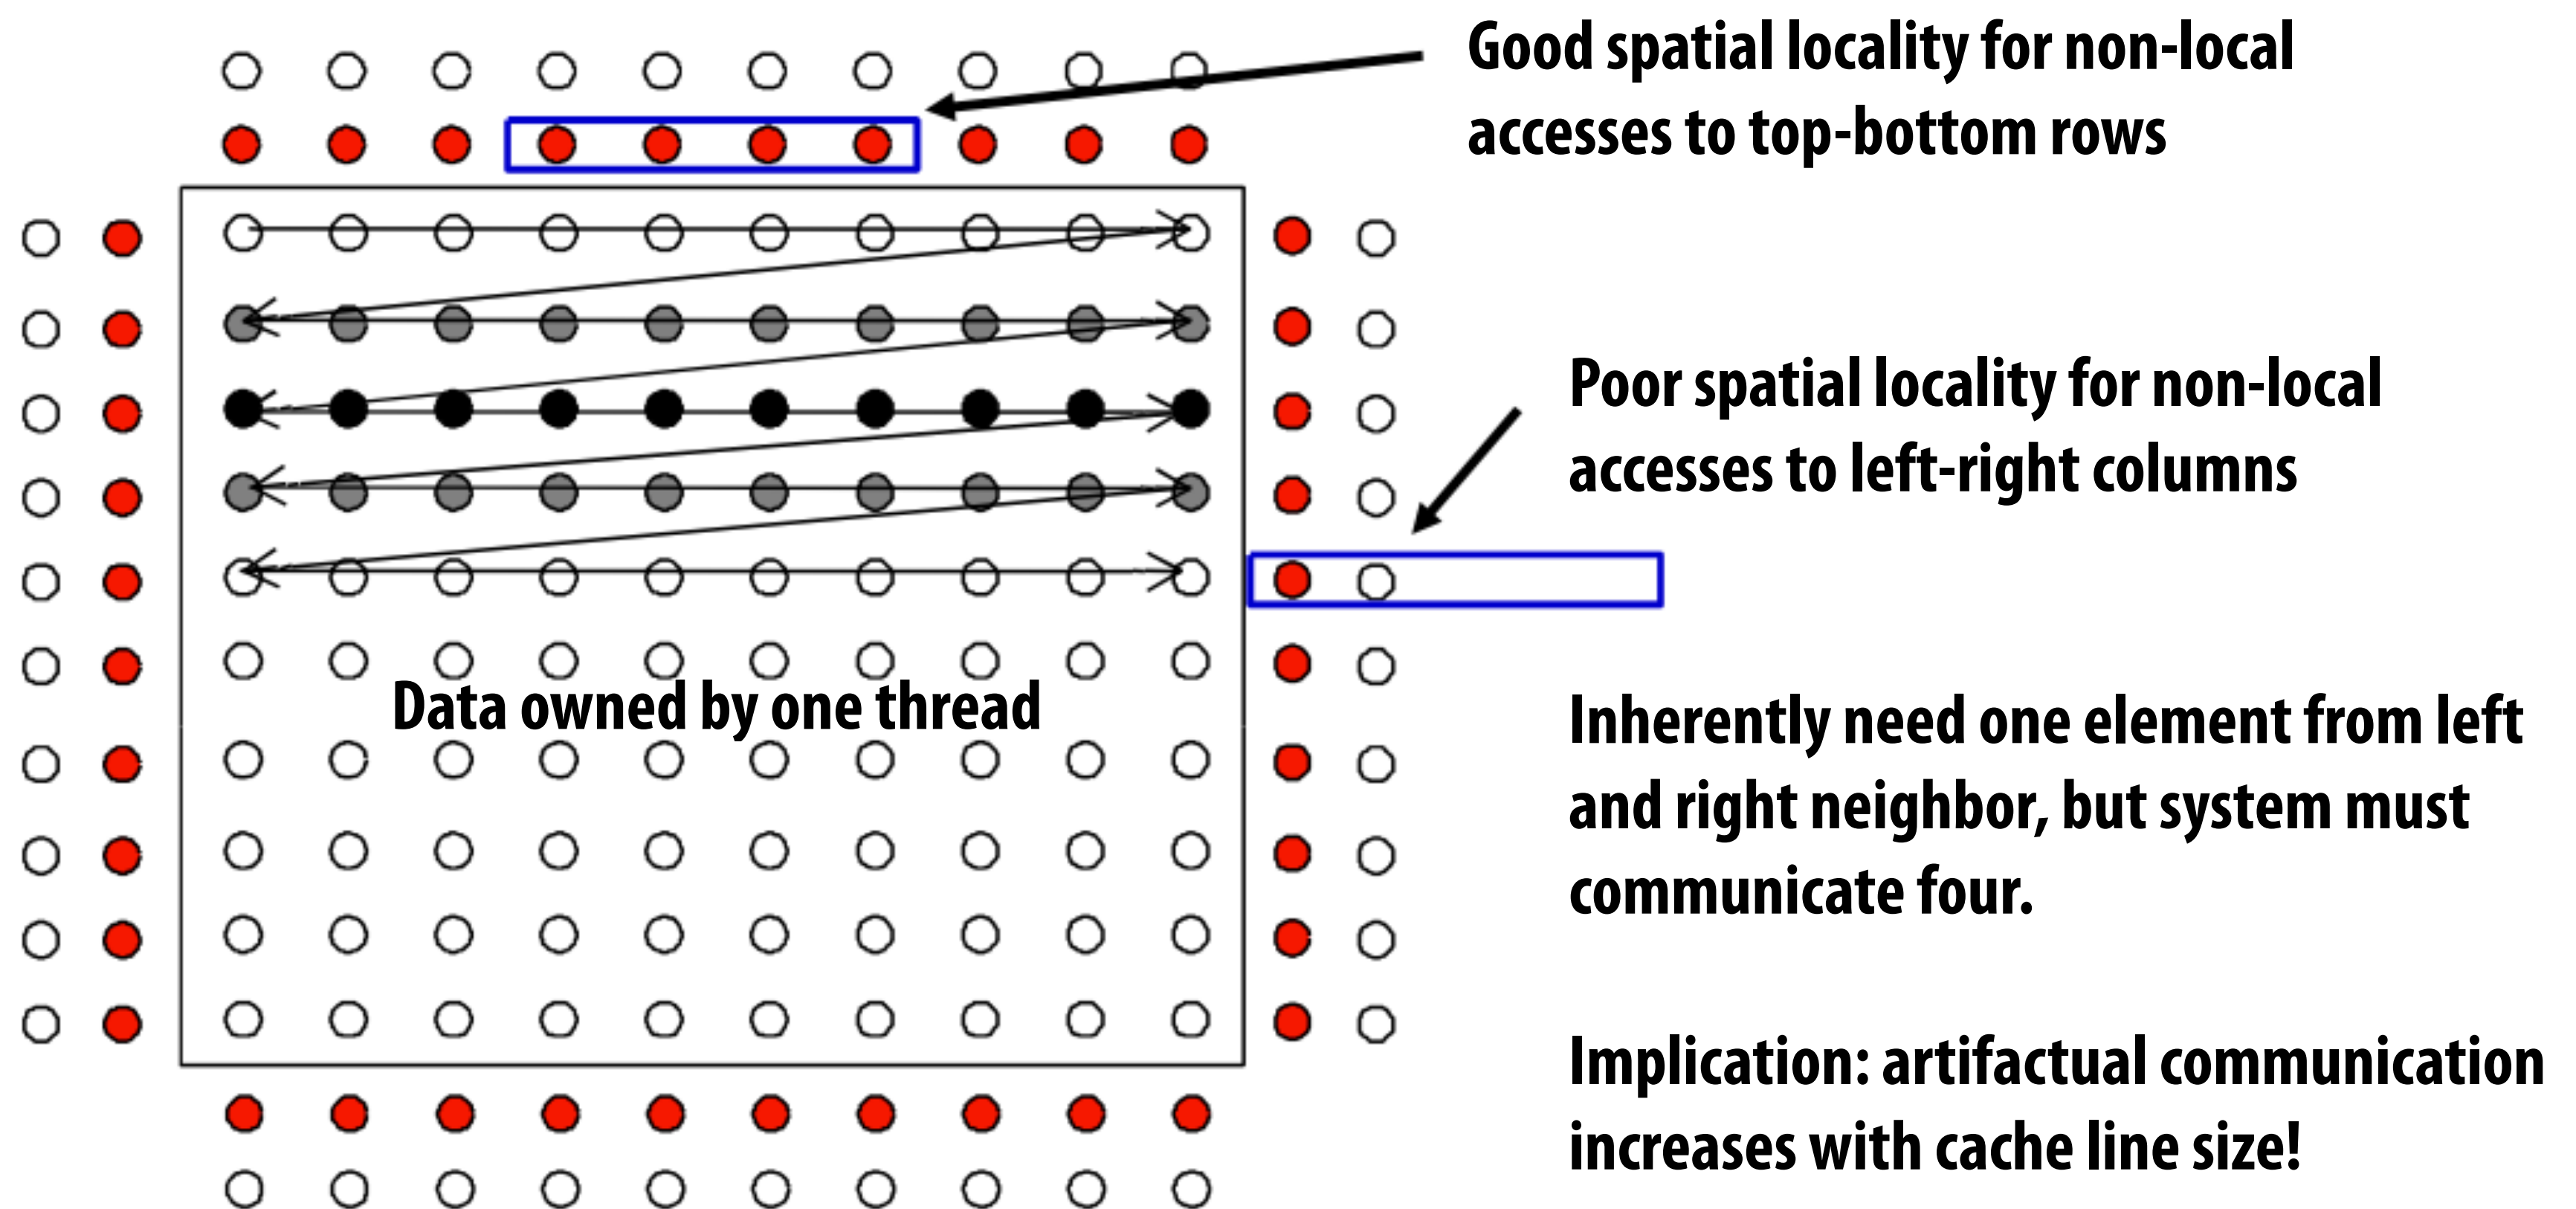 Good spatial locality for non-local
accesses to top-bottom rows
Poor spatial locality for non-local
accesses to left-right columns
Data owned by one thread
Inherently need one element from left
and right neighbor, but system must
communicate four.
Implication: artifactual communication
increases with cache line size!